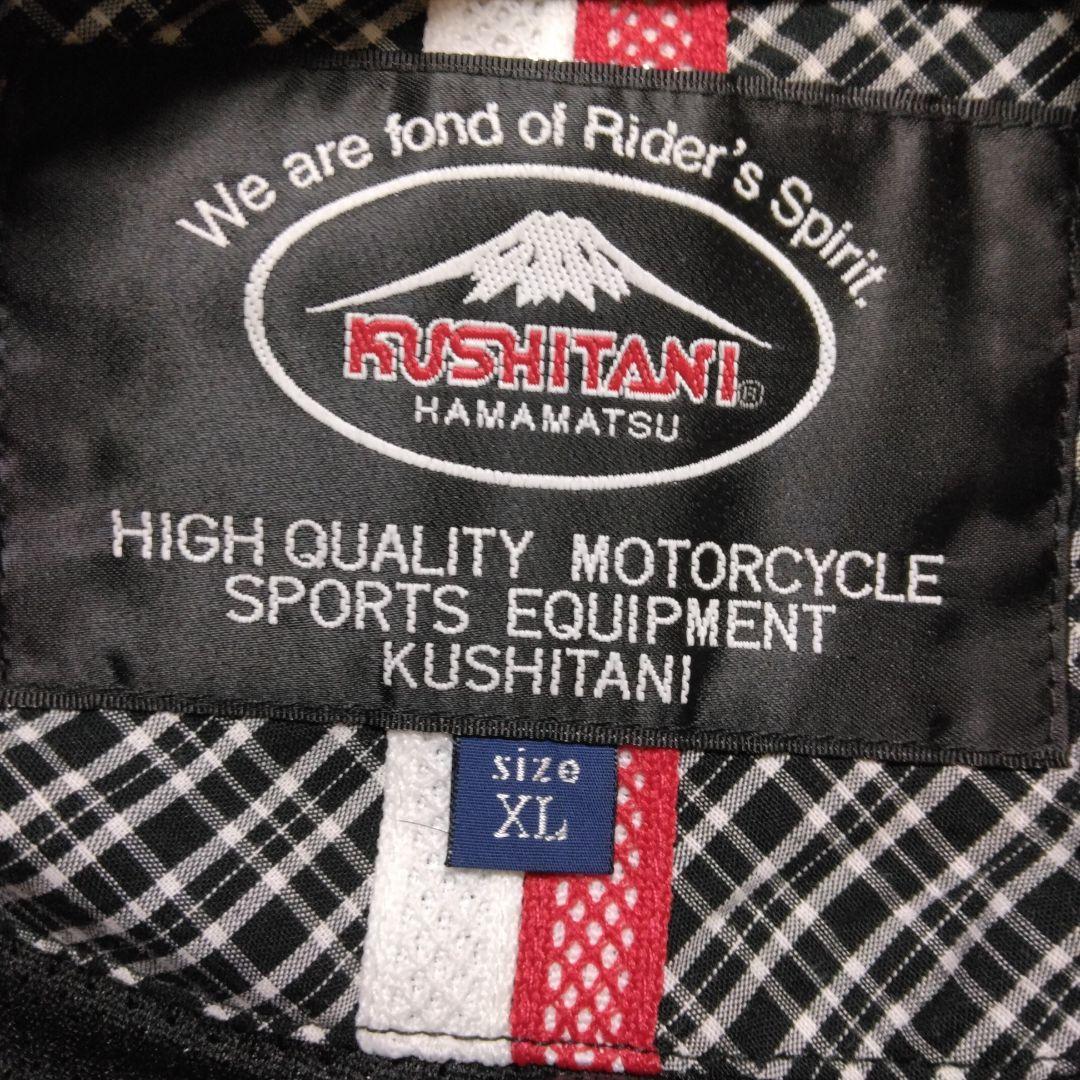 We are fond of Rider's Spirit.
KUSHITANI®
HAMAMATSU
HIGH QUALITY MOTORCYCLE
SPORTS EQUIPMENT
KUSHITANI
size
XL